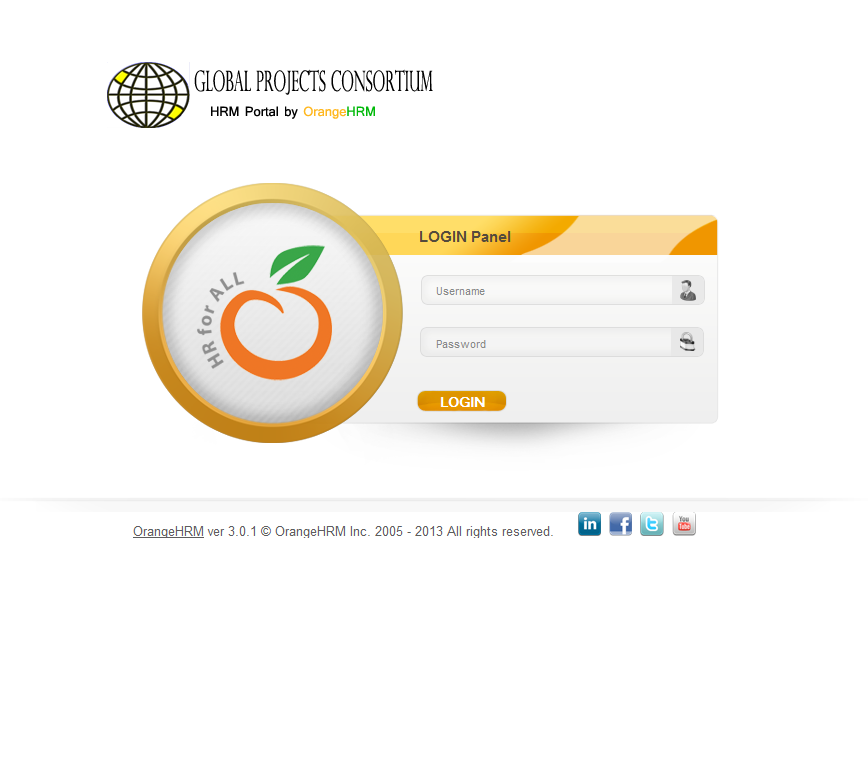 GLOBAL PROJECTS CONSORTIUM
HRM Portal by OrangeHRM
LOGIN Panel
HR for ALL
Username
Password
LOGIN
OrangeHRM ver 3.0.1 © OrangeHRM Inc. 2005 - 2013 All rights reserved.
in
f
t
You
Tube